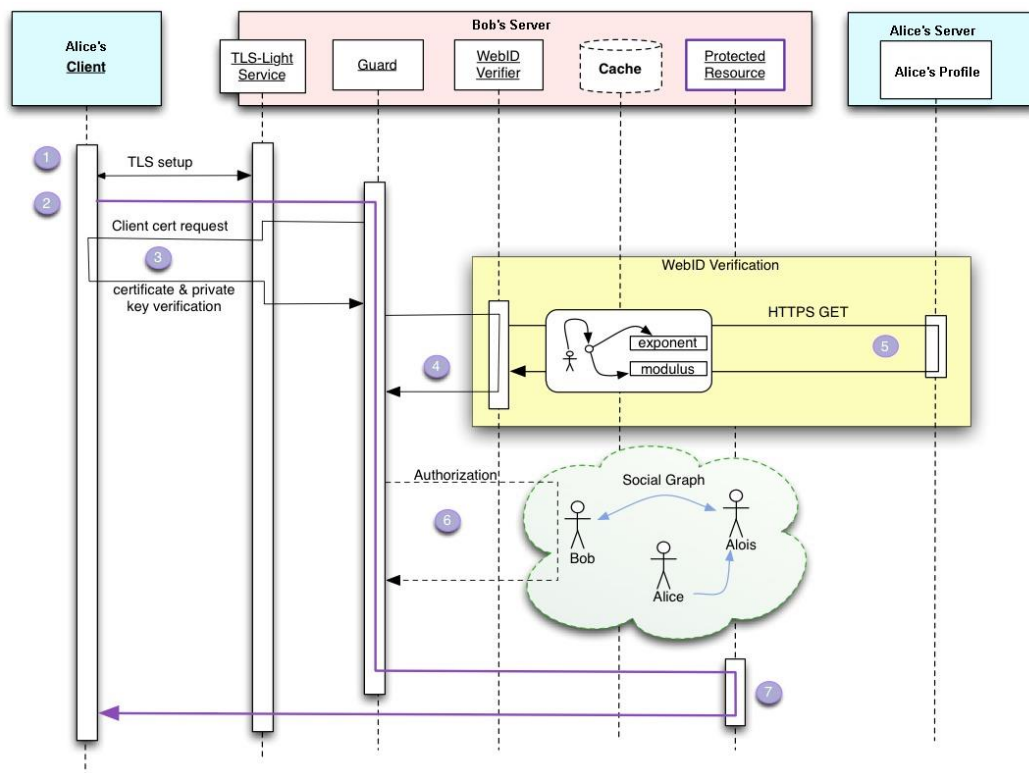 Alice's
Client
Bob's Server
TLS-Light
Service
Guard
WebID
Verifier
Cache
Protected
Resource
Alice's Server
Alice's Profile
1
TLS setup
2
Client cert request
3
certificate & private
key verification
WebID Verification
HTTPS GET
exponent
modulus
4
5
Authorization
6
Social Graph
Bob
Alois
Alice
7